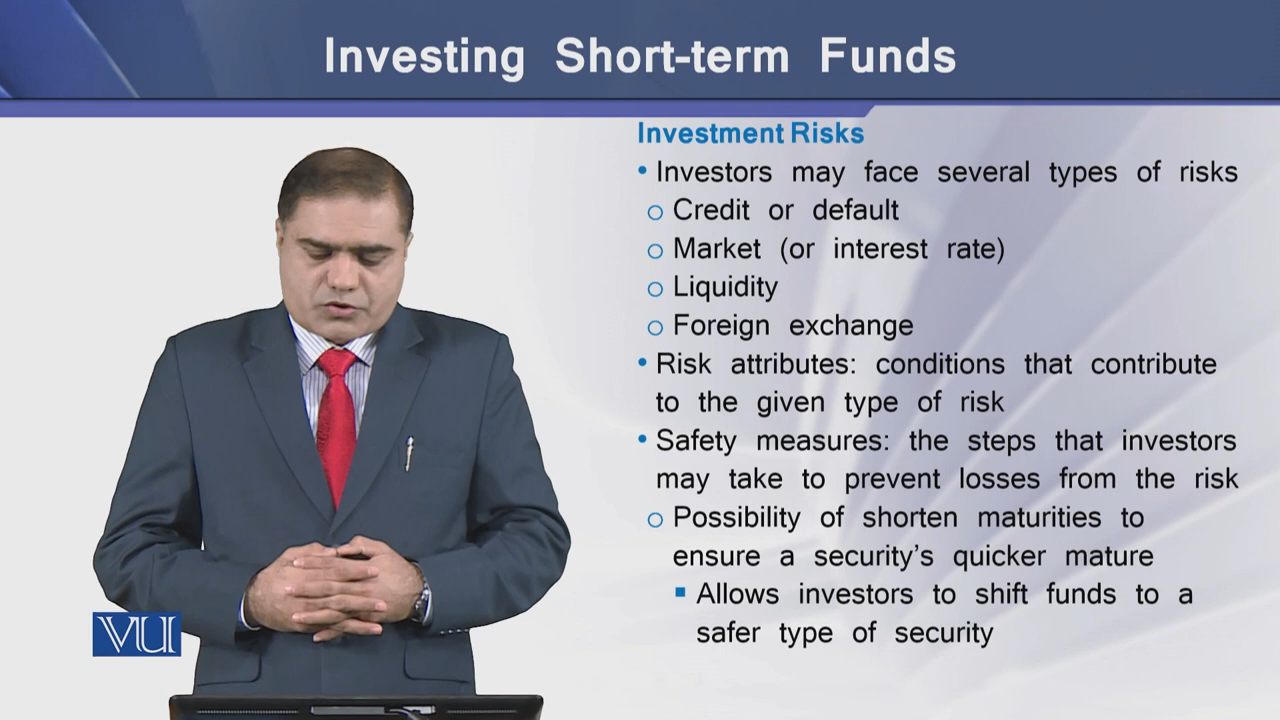 Investing Short-term Funds
Investment Risks
• Investors may face several types of risks
o Credit or default
o Market (or interest rate)
o Liquidity
o Foreign exchange
• Risk attributes: conditions that contribute
to the given type of risk
• Safety measures: the steps that investors
may take to prevent losses from the risk
o Possibility of shorten maturities to
ensure a security's quicker mature
▪ Allows investors to shift funds to a
safer type of security
VU